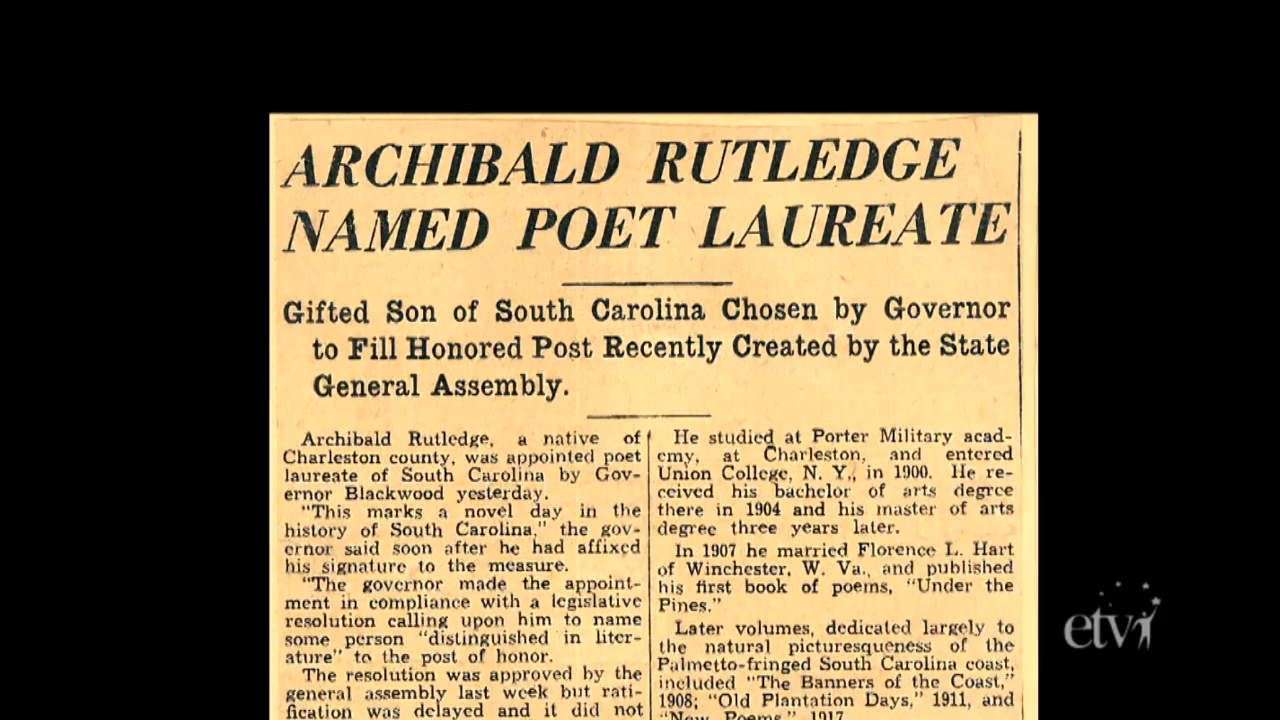 ARCHIBALD RUTLEDGE
NAMED POET LAUREATE
Gifted Son of South Carolina Chosen by Governor
to Fill Honored Post Recently Created by the State
General Assembly.
Archibald Rutledge, a native of
Charleston county, was appointed poet
laureate of South Carolina by Gov-
ernor Blackwood yesterday.
"This marks a novel day in the
history of South Carolina," the gov-
ernor said soon after he had affixed
his signature to the measure.
"The governor made the appoint-
ment in compliance with a legislative
resolution calling upon him to name
some person "distinguished in liter-
ature" to the post of honor.
The resolution was approved by the
general assembly last week but rati-
fication was delayed and it did not
He studied at Porter Military acad-
emy, at Charleston, and entered
Union College, N. Y., in 1900. He re-
ceived his bachelor of arts degree
there in 1904 and his master of arts
degree three years later.
In 1907 he married Florence L. Hart
of Winchester, W. Va., and published
his first book of poems, "Under the
Pines."
Later volumes, dedicated largely to
the natural picturesqueness of the
Palmetto-fringed South Carolina coast,
included "The Banners of the Coast,"
1908; "Old Plantation Days," 1911, and
"New Poems," 1917
etv